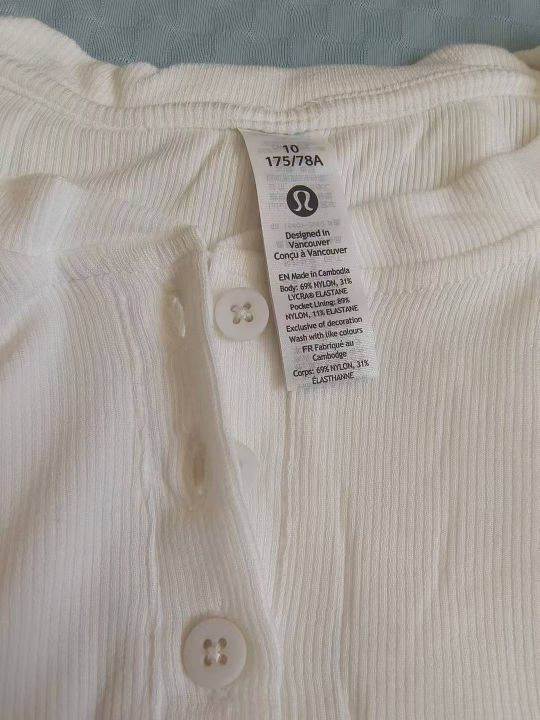 10
175/78A
Designed in
Vancouver
Conçu à Vancouver
EN Made in Cambodia
Body: 69% NYLON, 31%
LYCRA® ELASTANE
Pocket Lining: 89%
NYLON, 11% ELASTANE
Exclusive of decoration
Wash with like colours
FR Fabriqué au
Cambodge
Corps: 69% NYLON, 31%
ÉLASTHANNE